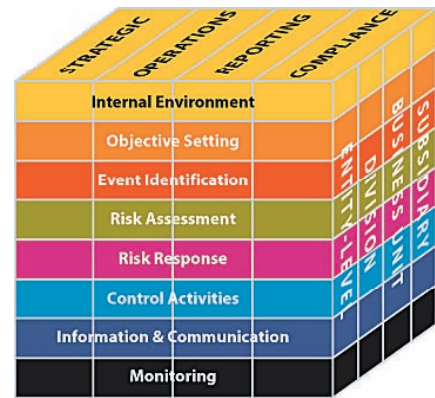 STRATEGIC
OPERATIONS
REPORTING
COMPLIANCE
Internal Environment
Objective Setting
Event Identification
Risk Assessment
Risk Response
Control Activities
Information & Communication
Monitoring
ENTITY-LEVEL
DIVISION
BUSINESS UNIT
SUBSIDIARY